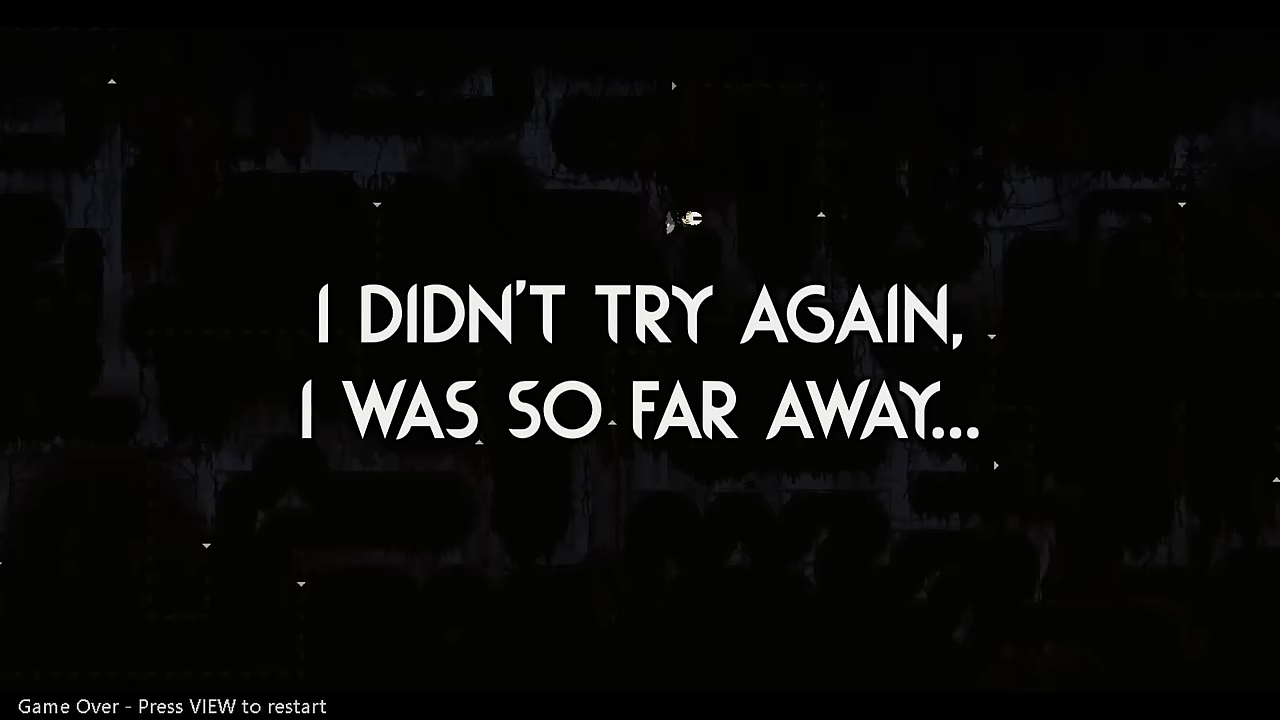 I DIDN'T TRY AGAIN,
I WAS SO FAR AWAY...
Game Over - Press VIEW to restart